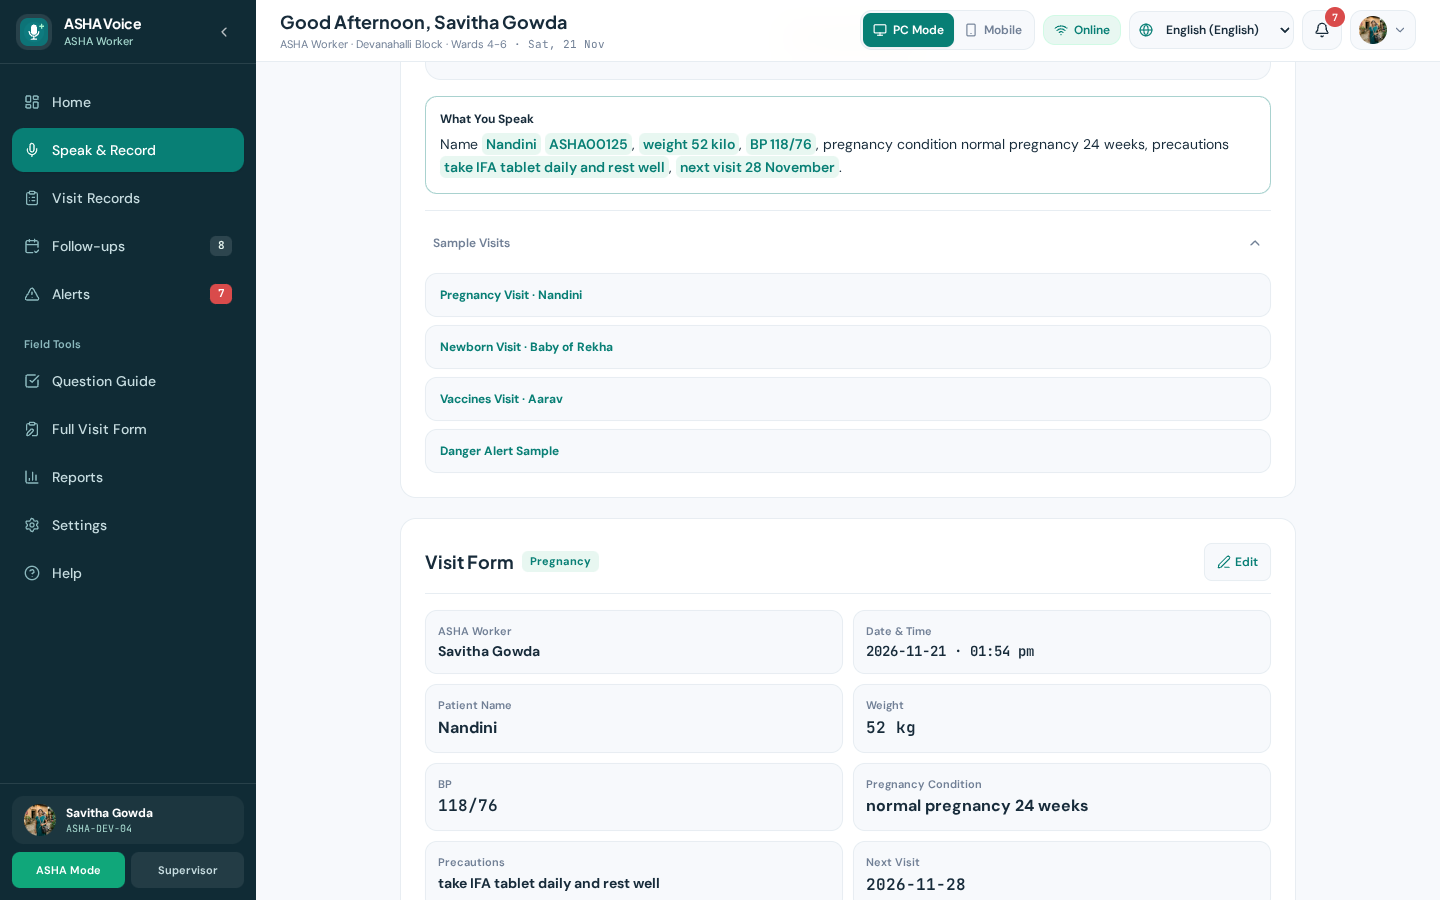 ASHA Voice
ASHA Worker
Home
Speak & Record
Visit Records
Follow-ups
8
Alerts
7
Field Tools
Question Guide
Full Visit Form
Reports
Settings
Help
Savitha Gowda
ASHA-DEV-04
ASHA Mode
Supervisor
Good Afternoon, Savitha Gowda
ASHA Worker · Devanahalli Block · Wards 4-6 · Sat, 21 Nov
PC Mode
Mobile
Online
English (English)
7
What You Speak
Name Nandini ASHA00125, weight 52 kilo, BP 118/76, pregnancy condition normal pregnancy 24 weeks, precautions
take IFA tablet daily and rest well, next visit 28 November.
Sample Visits
Pregnancy Visit · Nandini
Newborn Visit · Baby of Rekha
Vaccines Visit · Aarav
Danger Alert Sample
Visit Form
Pregnancy
Edit
ASHA Worker
Savitha Gowda
Date & Time
2026-11-21 · 01:54 pm
Patient Name
Nandini
Weight
52 kg
BP
118/76
Pregnancy Condition
normal pregnancy 24 weeks
Precautions
take IFA tablet daily and rest well
Next Visit
2026-11-28